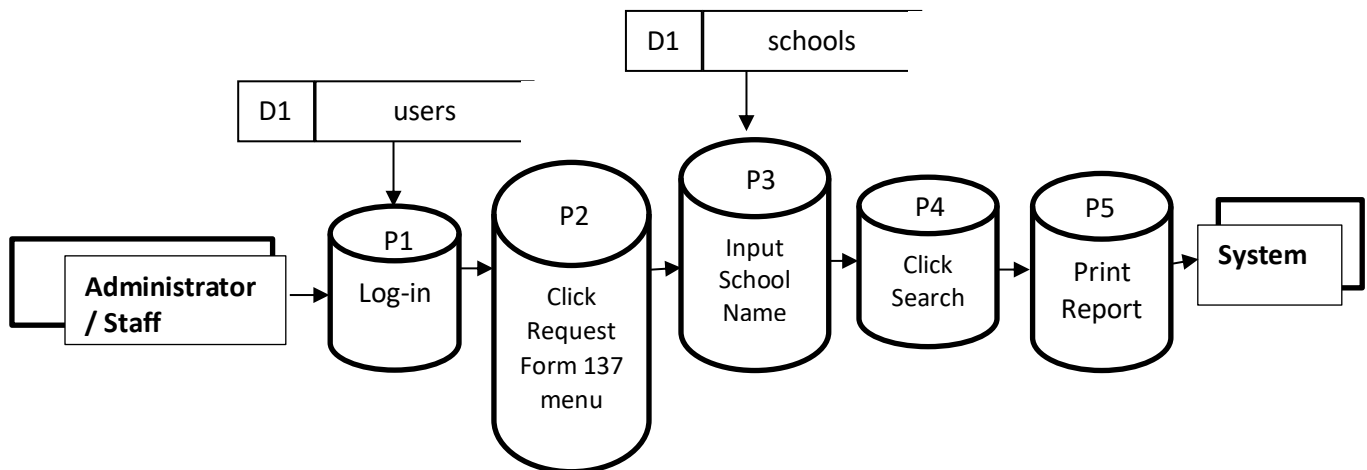 D1 schools
D1 users
P1
Log-in
P2
Click
Request
Form 137
menu
P3
Input
School
Name
P4
Click
Search
P5
Print
Report
Administrator
/ Staff
System